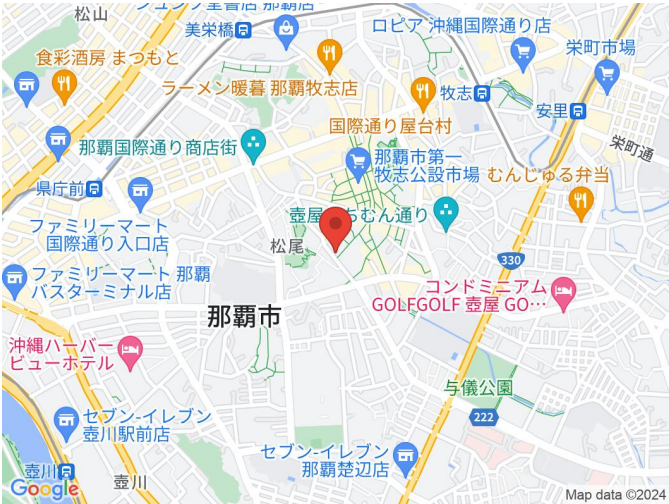 松山
ジュンク堂書店 那覇店
美栄橋
ロピア 沖縄国際通り店
栄町市場
食彩酒房 まつもと
ラーメン暖暮 那覇牧志店
牧志
安里
国際通り屋台村
栄町通
那覇国際通り商店街
那覇市第一
牧志公設市場
むんじゅる弁当
県庁前
ファミリーマート
国際通り入口店
松尾
330
ファミリーマート 那覇
バスターミナル店
コンドミニアム
GOLFGOLF 壺屋 GO…
那覇市
沖縄ハーバー
ビューホテル
与儀公園
222
セブン-イレブン
壺川駅前店
セブン-イレブン
那覇楚辺店
壺川
壺川
Google
Map data ©2024